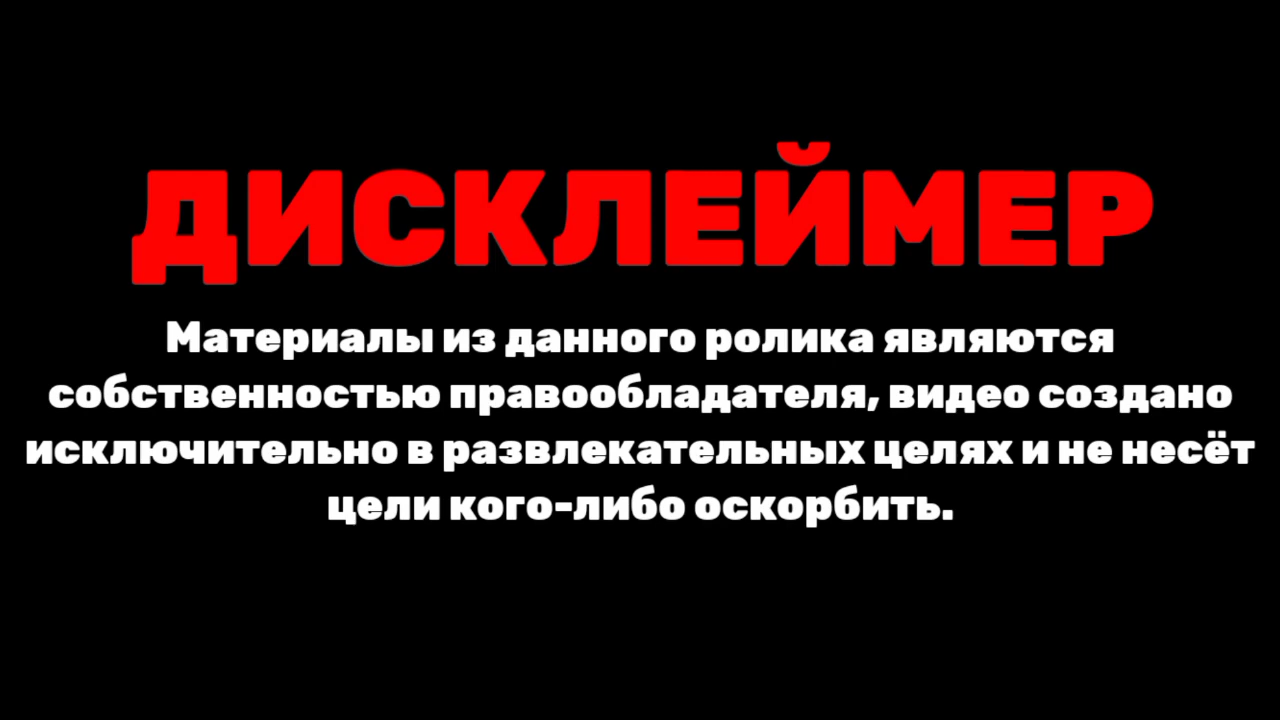 ДИСКЛЕЙМЕР
Материалы из данного ролика являются
собственностью правообладателя, видео создано
исключительно в развлекательных целях и не несёт
цели кого-либо оскорбить.